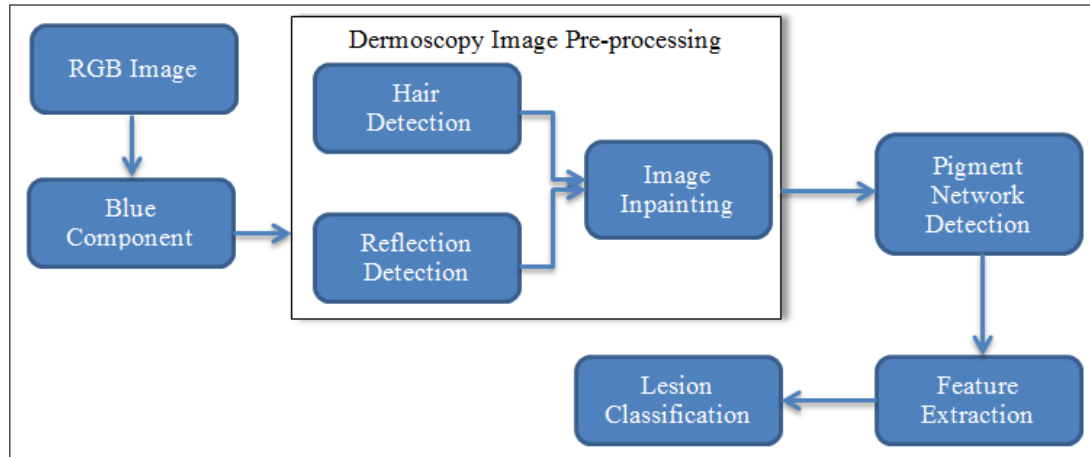 RGB Image
Blue
Component
Dermoscopy Image Pre-processing
Hair
Detection
Reflection
Detection
Image
Inpainting
Pigment
Network
Detection
Feature
Extraction
Lesion
Classification